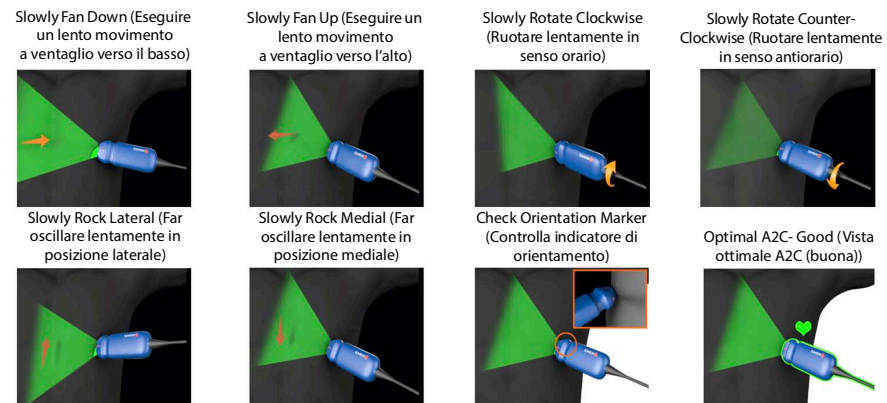 Slowly Fan Down (Eseguire
un lento movimento
a ventaglio verso il basso)
Slowly Fan Up (Eseguire un
lento movimento
a ventaglio verso l'alto)
Slowly Rotate Clockwise
(Ruotare lentamente in
senso orario)
Slowly Rotate Counter-
Clockwise (Ruotare lentamente
in senso antiorario)
Slowly Rock Lateral (Far
oscillare lentamente in
posizione laterale)
Slowly Rock Medial (Far
oscillare lentamente in
posizione mediale)
Check Orientation Marker
(Controlla indicatore di
orientamento)
Optimal A2C- Good (Vista
ottimale A2C (buona))